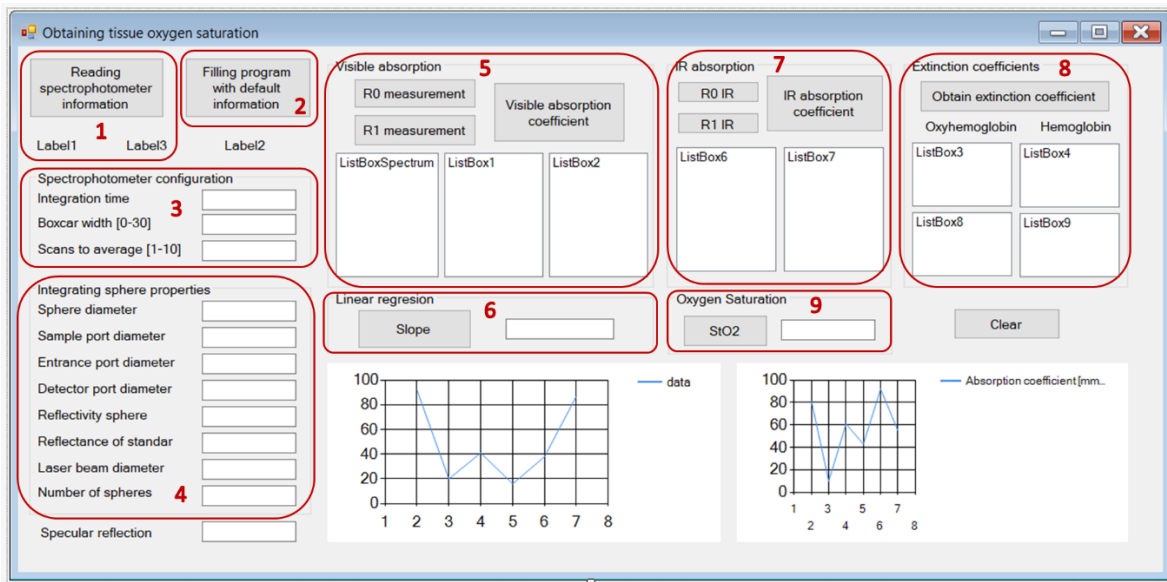 Obtaining tissue oxygen saturation
Reading
spectrophotometer
information
1
Label1
Label3
Filling program
with default
information
2
Label2
Spectrophotometer configuration
Integration time
3
Boxcar width [0-30]
Scans to average [1-10]
Integrating sphere properties
Sphere diameter
Sample port diameter
Entrance port diameter
Detector port diameter
Reflectivity sphere
Reflectance of standar
Laser beam diameter
Number of spheres
4
Specular reflection
Visible absorption
5
R0 measurement
R1 measurement
Visible absorption
coefficient
ListBoxSpectrum
ListBox1
ListBox2
Linear regresion
6
Slope
IR absorption
7
R0 IR
R1 IR
IR absorption
coefficient
ListBox6
ListBox7
Extinction coefficients
8
Obtain extinction coefficient
Oxyhemoglobin
Hemoglobin
ListBox3
ListBox4
ListBox8
ListBox9
Oxygen Saturation
9
StO2
Clear
100
80
60
40
20
0
1 2 3 4 5 6 7 8
data
100
80
60
40
20
0
1 3 5 7
2 4 6 8
Absorption coefficient [mm...